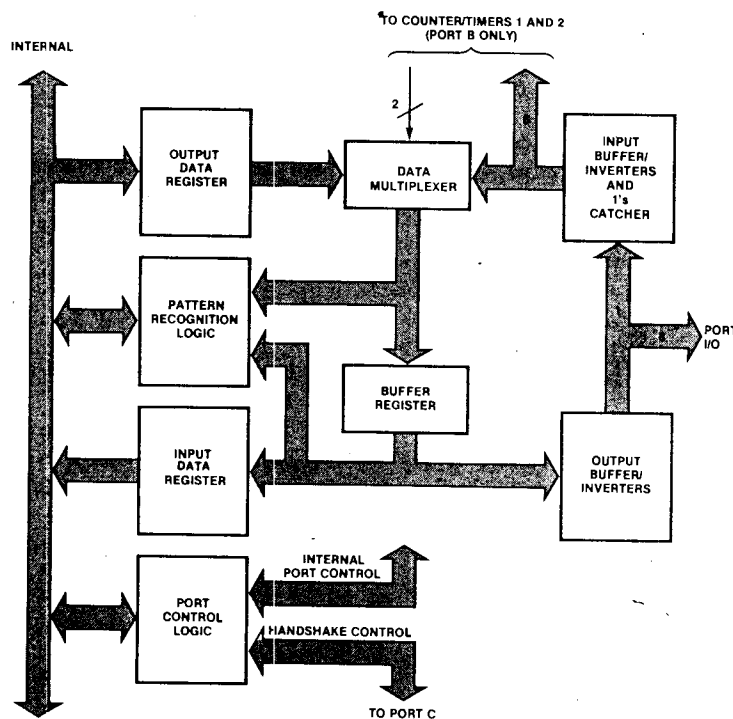 TO COUNTER/TIMERS 1 AND 2
(PORT B ONLY)
INTERNAL
2
8
OUTPUT
DATA
REGISTER
DATA
MULTIPLEXER
INPUT
BUFFER/
INVERTERS
AND
1's
CATCHER
PATTERN
RECOGNITION
LOGIC
8
PORT
I/O
BUFFER
REGISTER
INPUT
DATA
REGISTER
OUTPUT
BUFFER/
INVERTERS
INTERNAL
PORT CONTROL
PORT
CONTROL
LOGIC
HANDSHAKE CONTROL
TO PORT C